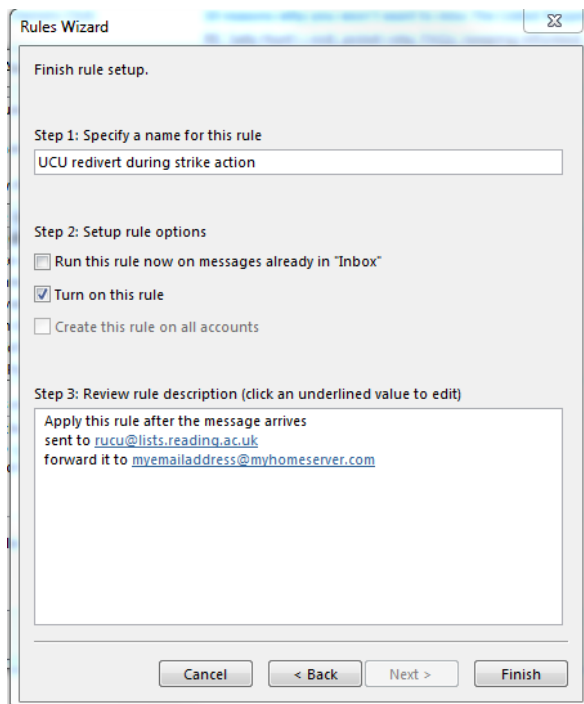 Rules Wizard
Finish rule setup.
Step 1: Specify a name for this rule
UCU redivert during strike action
Step 2: Setup rule options
Run this rule now on messages already in "Inbox"
Turn on this rule
Create this rule on all accounts
Step 3: Review rule description (click an underlined value to edit)
Apply this rule after the message arrives
sent to rucu@lists.reading.ac.uk
forward it to myemailaddress@myhomeserver.com
Cancel < Back Next > Finish